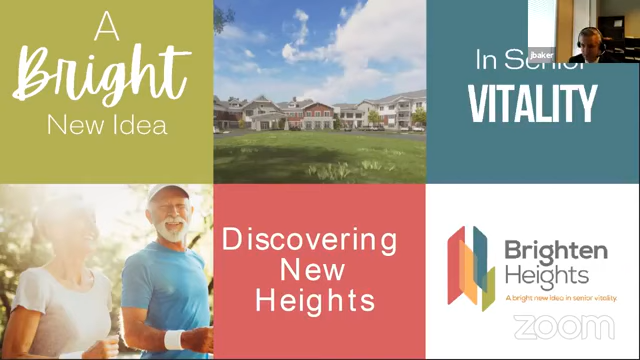 A
Bright
New Idea
In Senior
VITALITY
jbaker
Discovering
New
Heights
Brighten
Heights
A bright new idea in senior vitality.
zoom